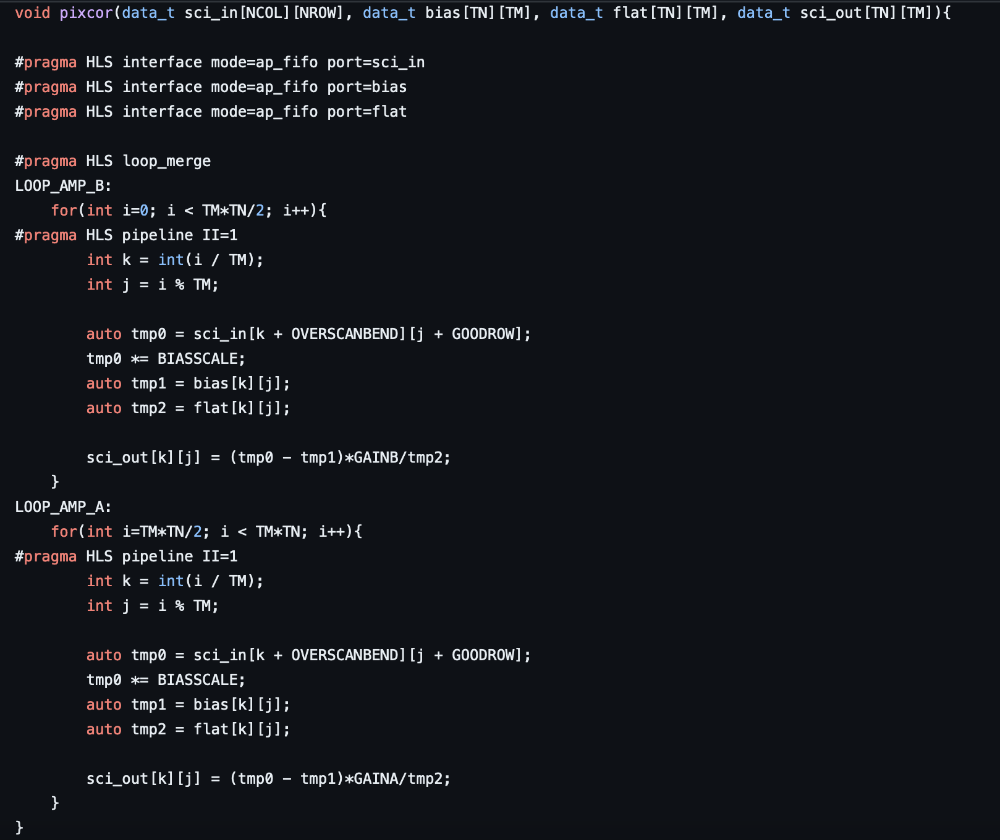 void pixcor(data_t sci_in[NCOL][NROW], data_t bias[TN][TM], data_t flat[TN][TM], data_t sci_out[TN][TM]){

#pragma HLS interface mode=ap_fifo port=sci_in
#pragma HLS interface mode=ap_fifo port=bias
#pragma HLS interface mode=ap_fifo port=flat

#pragma HLS loop_merge
LOOP_AMP_B:
    for(int i=0; i < TM*TN/2; i++){
#pragma HLS pipeline II=1
        int k = int(i / TM);
        int j = i % TM;

        auto tmp0 = sci_in[k + OVERSCANBEND][j + GOODROW];
        tmp0 *= BIASSCALE;
        auto tmp1 = bias[k][j];
        auto tmp2 = flat[k][j];

        sci_out[k][j] = (tmp0 - tmp1)*GAINB/tmp2;
    }
LOOP_AMP_A:
    for(int i=TM*TN/2; i < TM*TN; i++){
#pragma HLS pipeline II=1
        int k = int(i / TM);
        int j = i % TM;

        auto tmp0 = sci_in[k + OVERSCANBEND][j + GOODROW];
        tmp0 *= BIASSCALE;
        auto tmp1 = bias[k][j];
        auto tmp2 = flat[k][j];

        sci_out[k][j] = (tmp0 - tmp1)*GAINA/tmp2;
    }
}